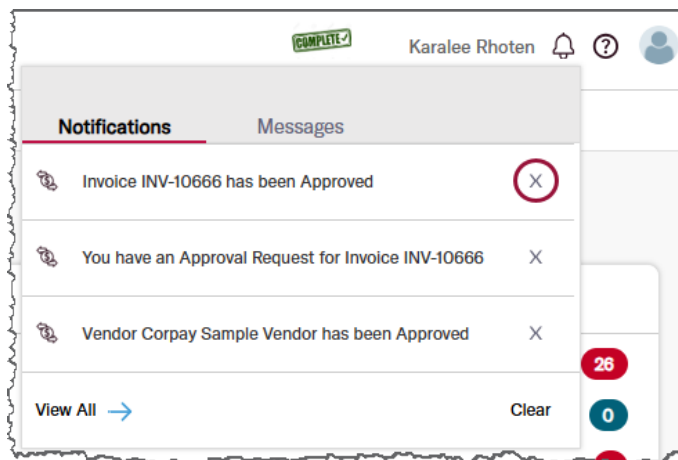 COMPLETE
Karalee Rhoten
Notifications
Messages
Invoice INV-10666 has been Approved X
You have an Approval Request for Invoice INV-10666 X
Vendor Corpay Sample Vendor has been Approved X
26
View All
Clear
0